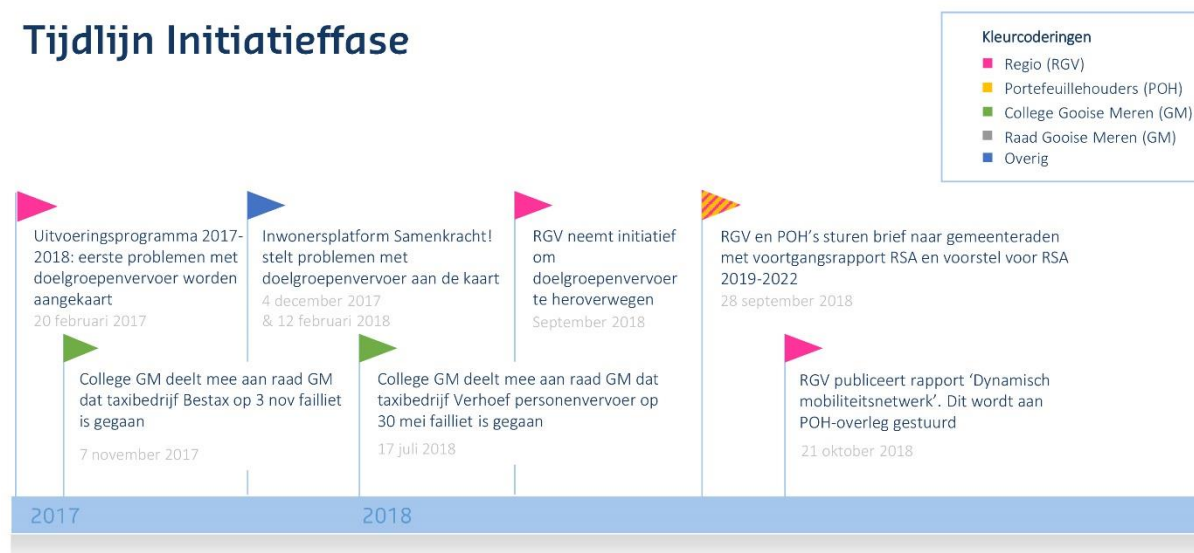 Tijdlijn Initiatieffase
Kleurcoderingen
Regio (RGV)
Portefeuillehouders (POH)
College Gooise Meren (GM)
Raad Gooise Meren (GM)
Overig
Uitvoeringsprogramma 2017-
2018: eerste problemen met
doelgroepenvervoer worden
aangekaart
20 februari 2017
Inwonersplatform Samenkracht!
stelt problemen met
doelgroepenvervoer aan de kaart
4 december 2017
& 12 februari 2018
RGV neemt initiatief
om
doelgroepenvervoer
te heroverwegen
September 2018
RGV en POH's sturen brief naar gemeenteraden
met voortgangsrapport RSA en voorstel voor RSA
2019-2022
28 september 2018
College GM deelt mee aan raad GM
dat taxibedrijf Bestax op 3 nov failliet
is gegaan
7 november 2017
College GM deelt mee aan raad GM dat
taxibedrijf Verhoef personenvervoer op
30 mei failliet is gegaan
17 juli 2018
RGV publiceert rapport 'Dynamisch
mobiliteitsnetwerk'. Dit wordt aan
POH-overleg gestuurd
21 oktober 2018
2017
2018